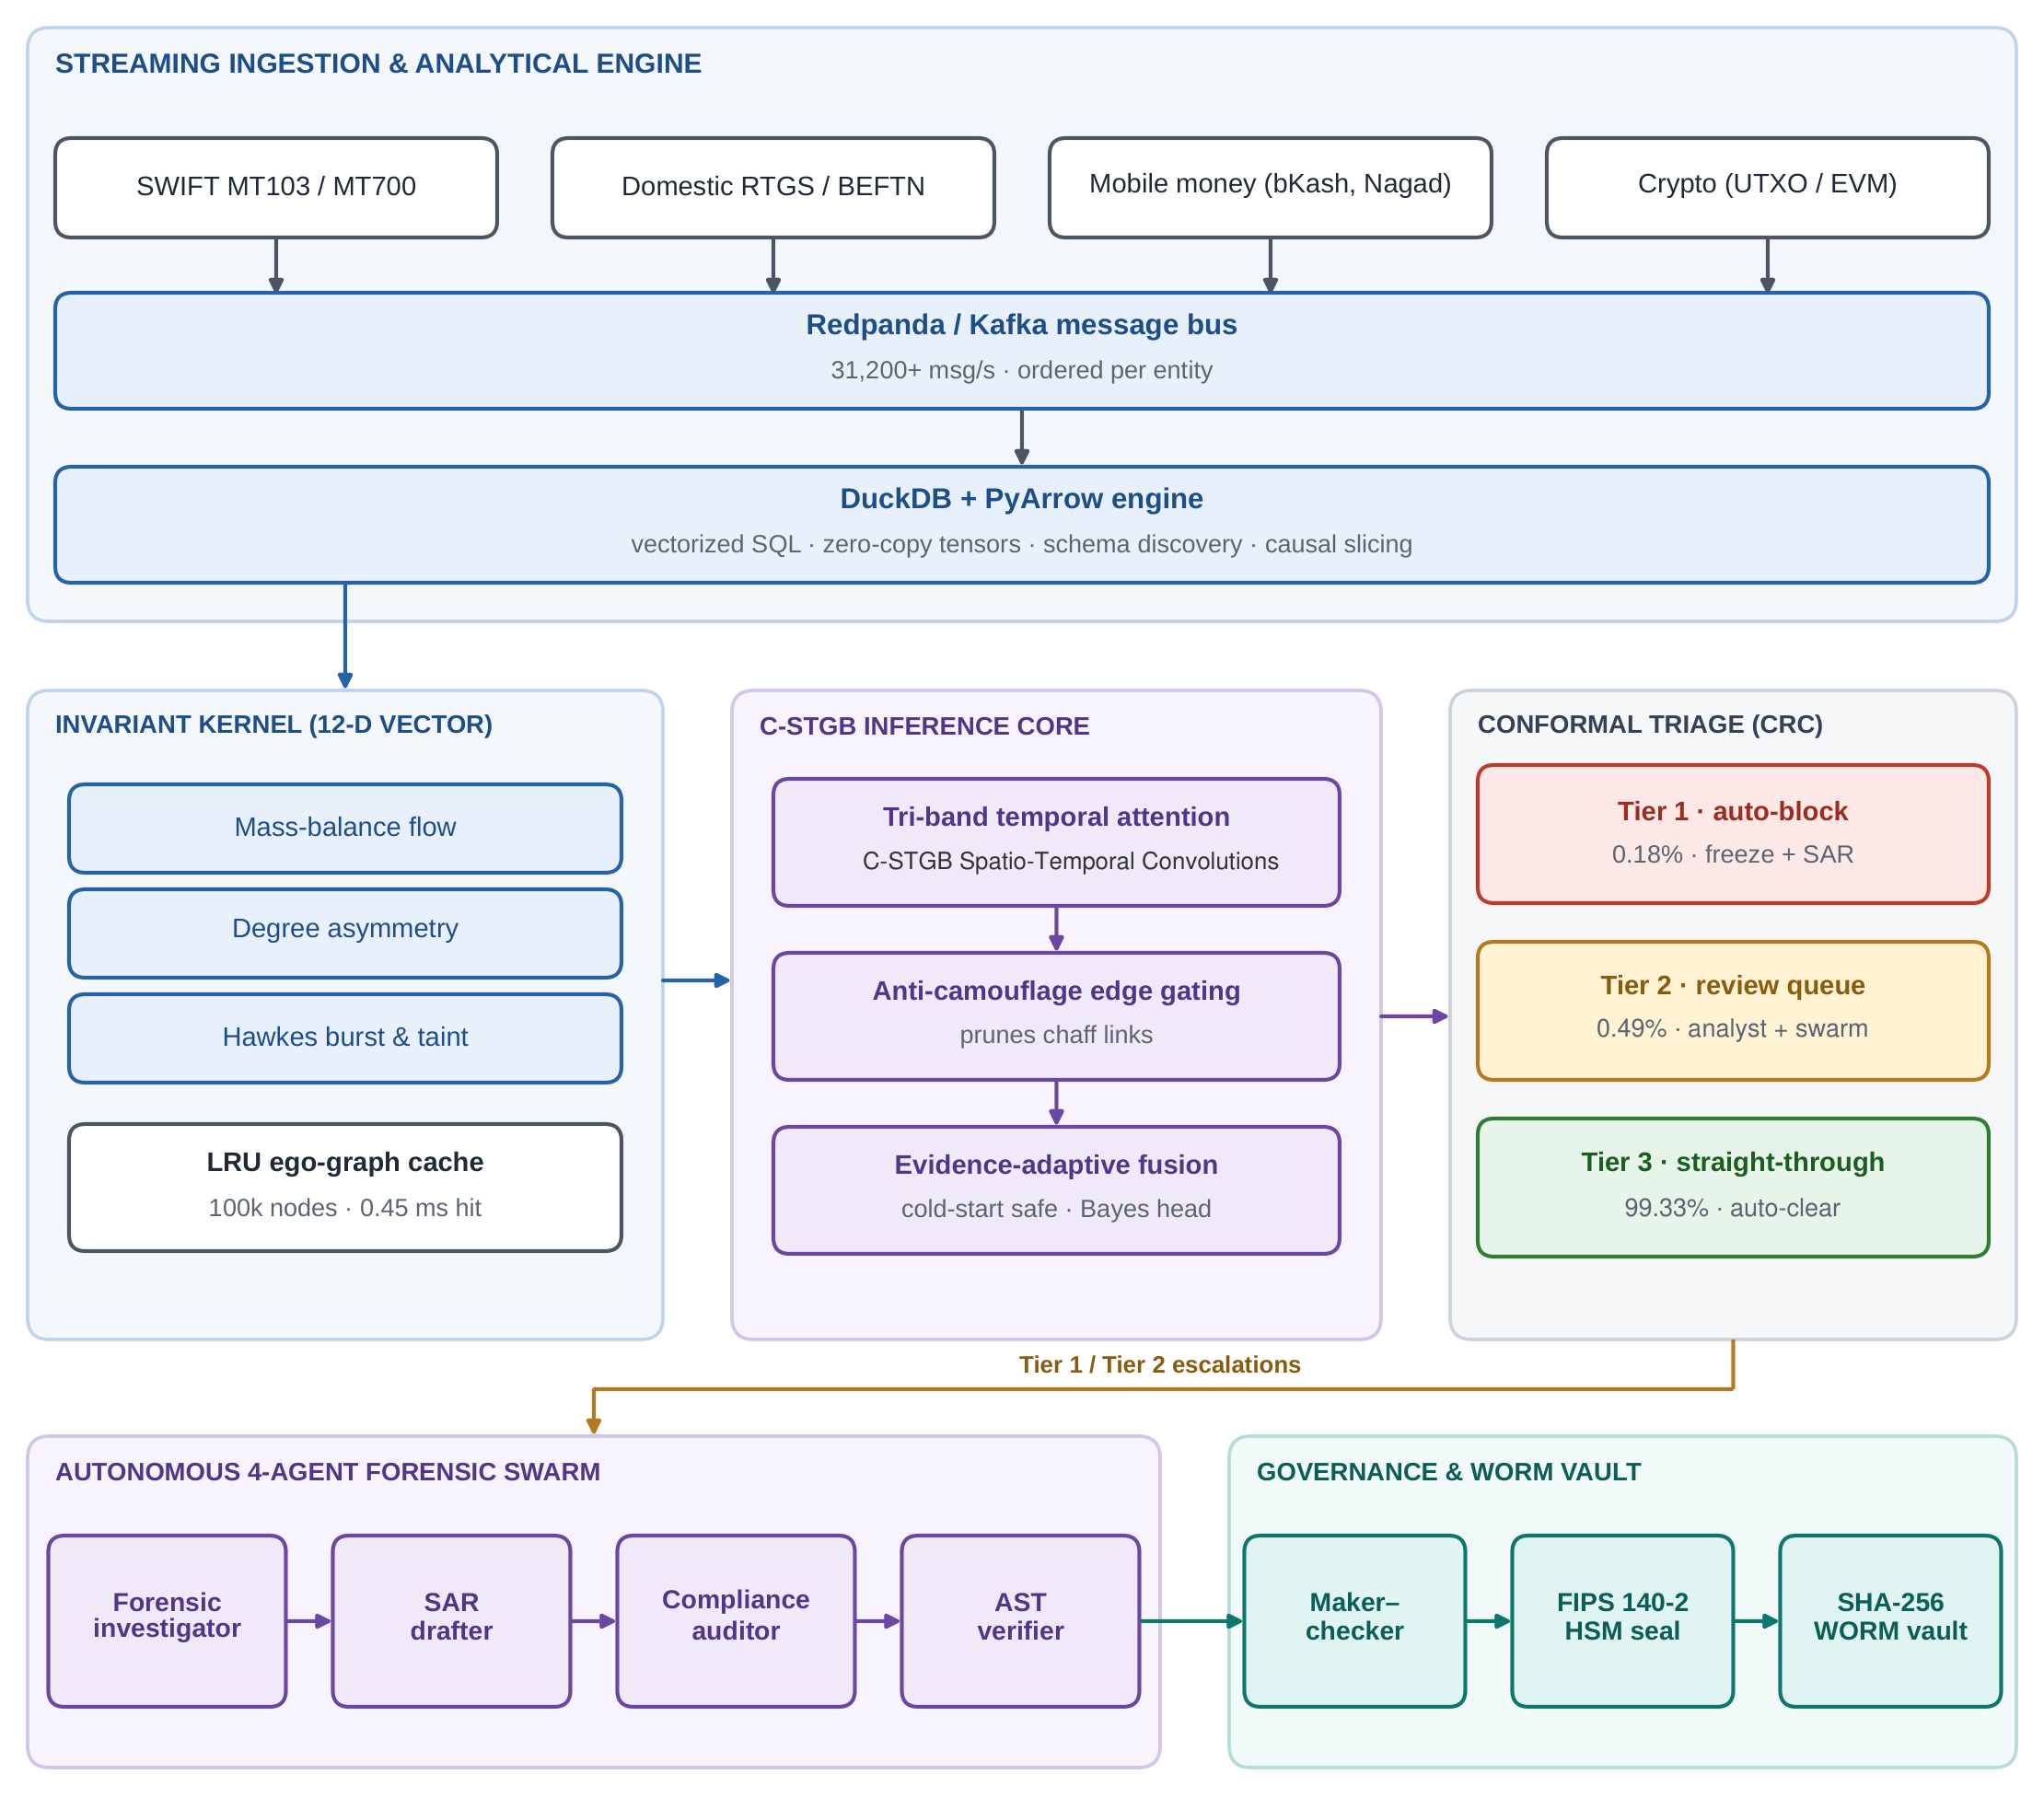 STREAMING INGESTION & ANALYTICAL ENGINE
SWIFT MT103 / MT700
Domestic RTGS / BEFTN
Mobile money (bKash, Nagad)
Crypto (UTXO / EVM)
Redpanda / Kafka message bus
31,200+ msg/s · ordered per entity
DuckDB + PyArrow engine
vectorized SQL · zero-copy tensors · schema discovery · causal slicing
INVARIANT KERNEL (12-D VECTOR)
Mass-balance flow
Degree asymmetry
Hawkes burst & taint
LRU ego-graph cache
100k nodes · 0.45 ms hit
C-STGB INFERENCE CORE
Tri-band temporal attention
C-STGB Spatio-Temporal Convolutions
Anti-camouflage edge gating
prunes chaff links
Evidence-adaptive fusion
cold-start safe · Bayes head
CONFORMAL TRIAGE (CRC)
Tier 1 · auto-block
0.18% · freeze + SAR
Tier 2 · review queue
0.49% · analyst + swarm
Tier 3 · straight-through
99.33% · auto-clear
Tier 1 / Tier 2 escalations
AUTONOMOUS 4-AGENT FORENSIC SWARM
Forensic
investigator
SAR
drafter
Compliance
auditor
AST
verifier
GOVERNANCE & WORM VAULT
Maker–
checker
FIPS 140-2
HSM seal
SHA-256
WORM vault